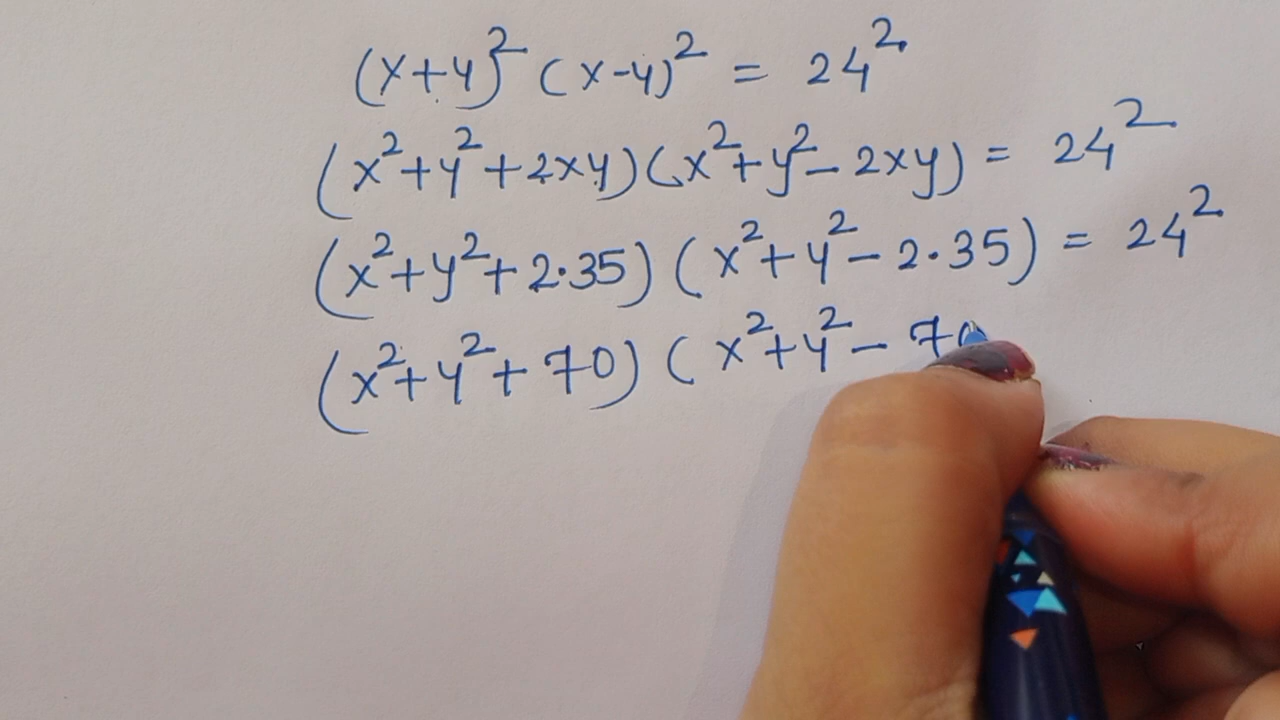 (x+y)² (x-y)² = 24²
(x²+y²+2xy)(x²+y²-2xy) = 24²
(x²+y²+2·35) (x²+y²-2·35) = 24²
(x²+y²+70) (x²+y²-70